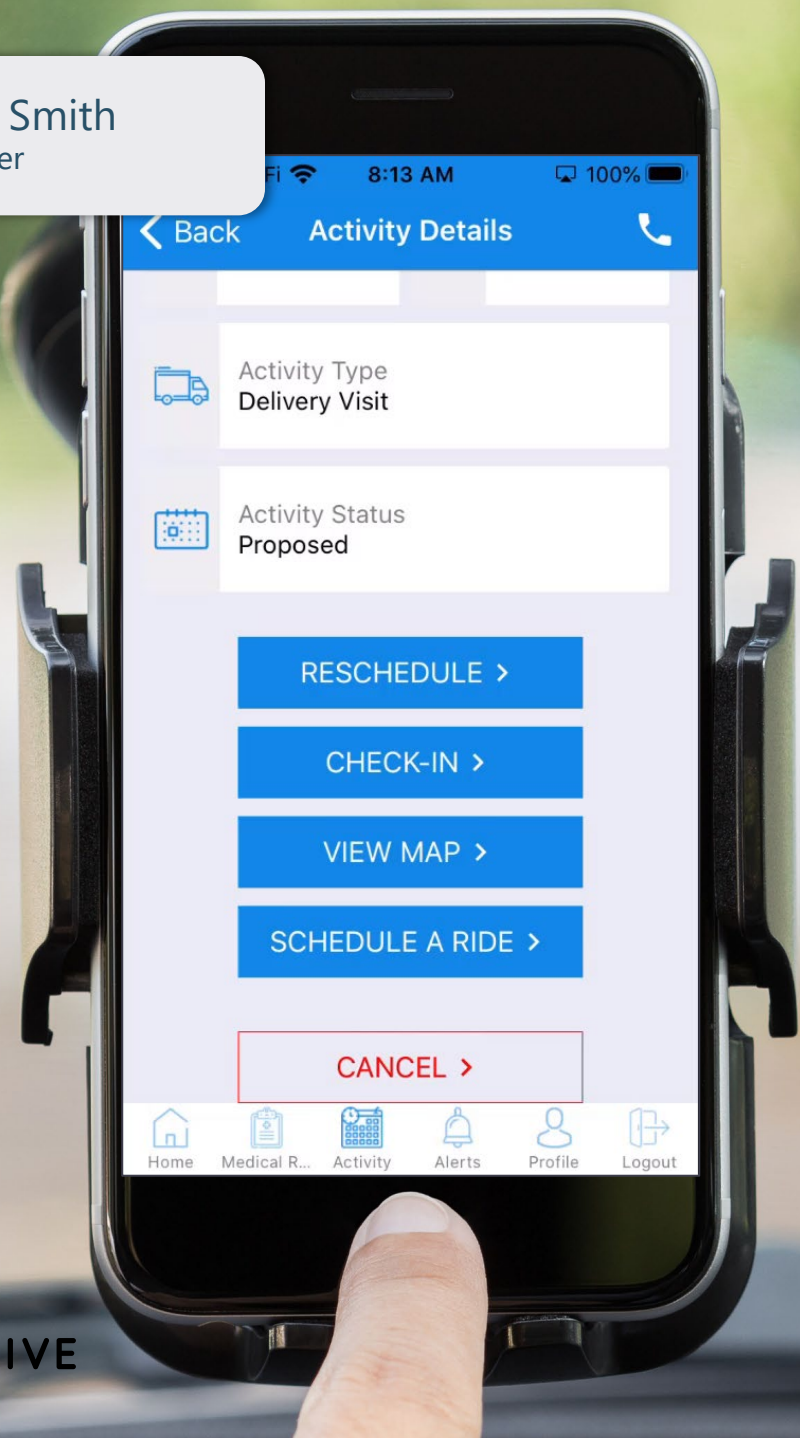 Smith
er
Fi 8:13 AM 100%
Back Activity Details
Activity Type
Delivery Visit
Activity Status
Proposed
RESCHEDULE >
CHECK-IN >
VIEW MAP >
SCHEDULE A RIDE >
CANCEL >
Home Medical R... Activity Alerts Profile Logout
IVE